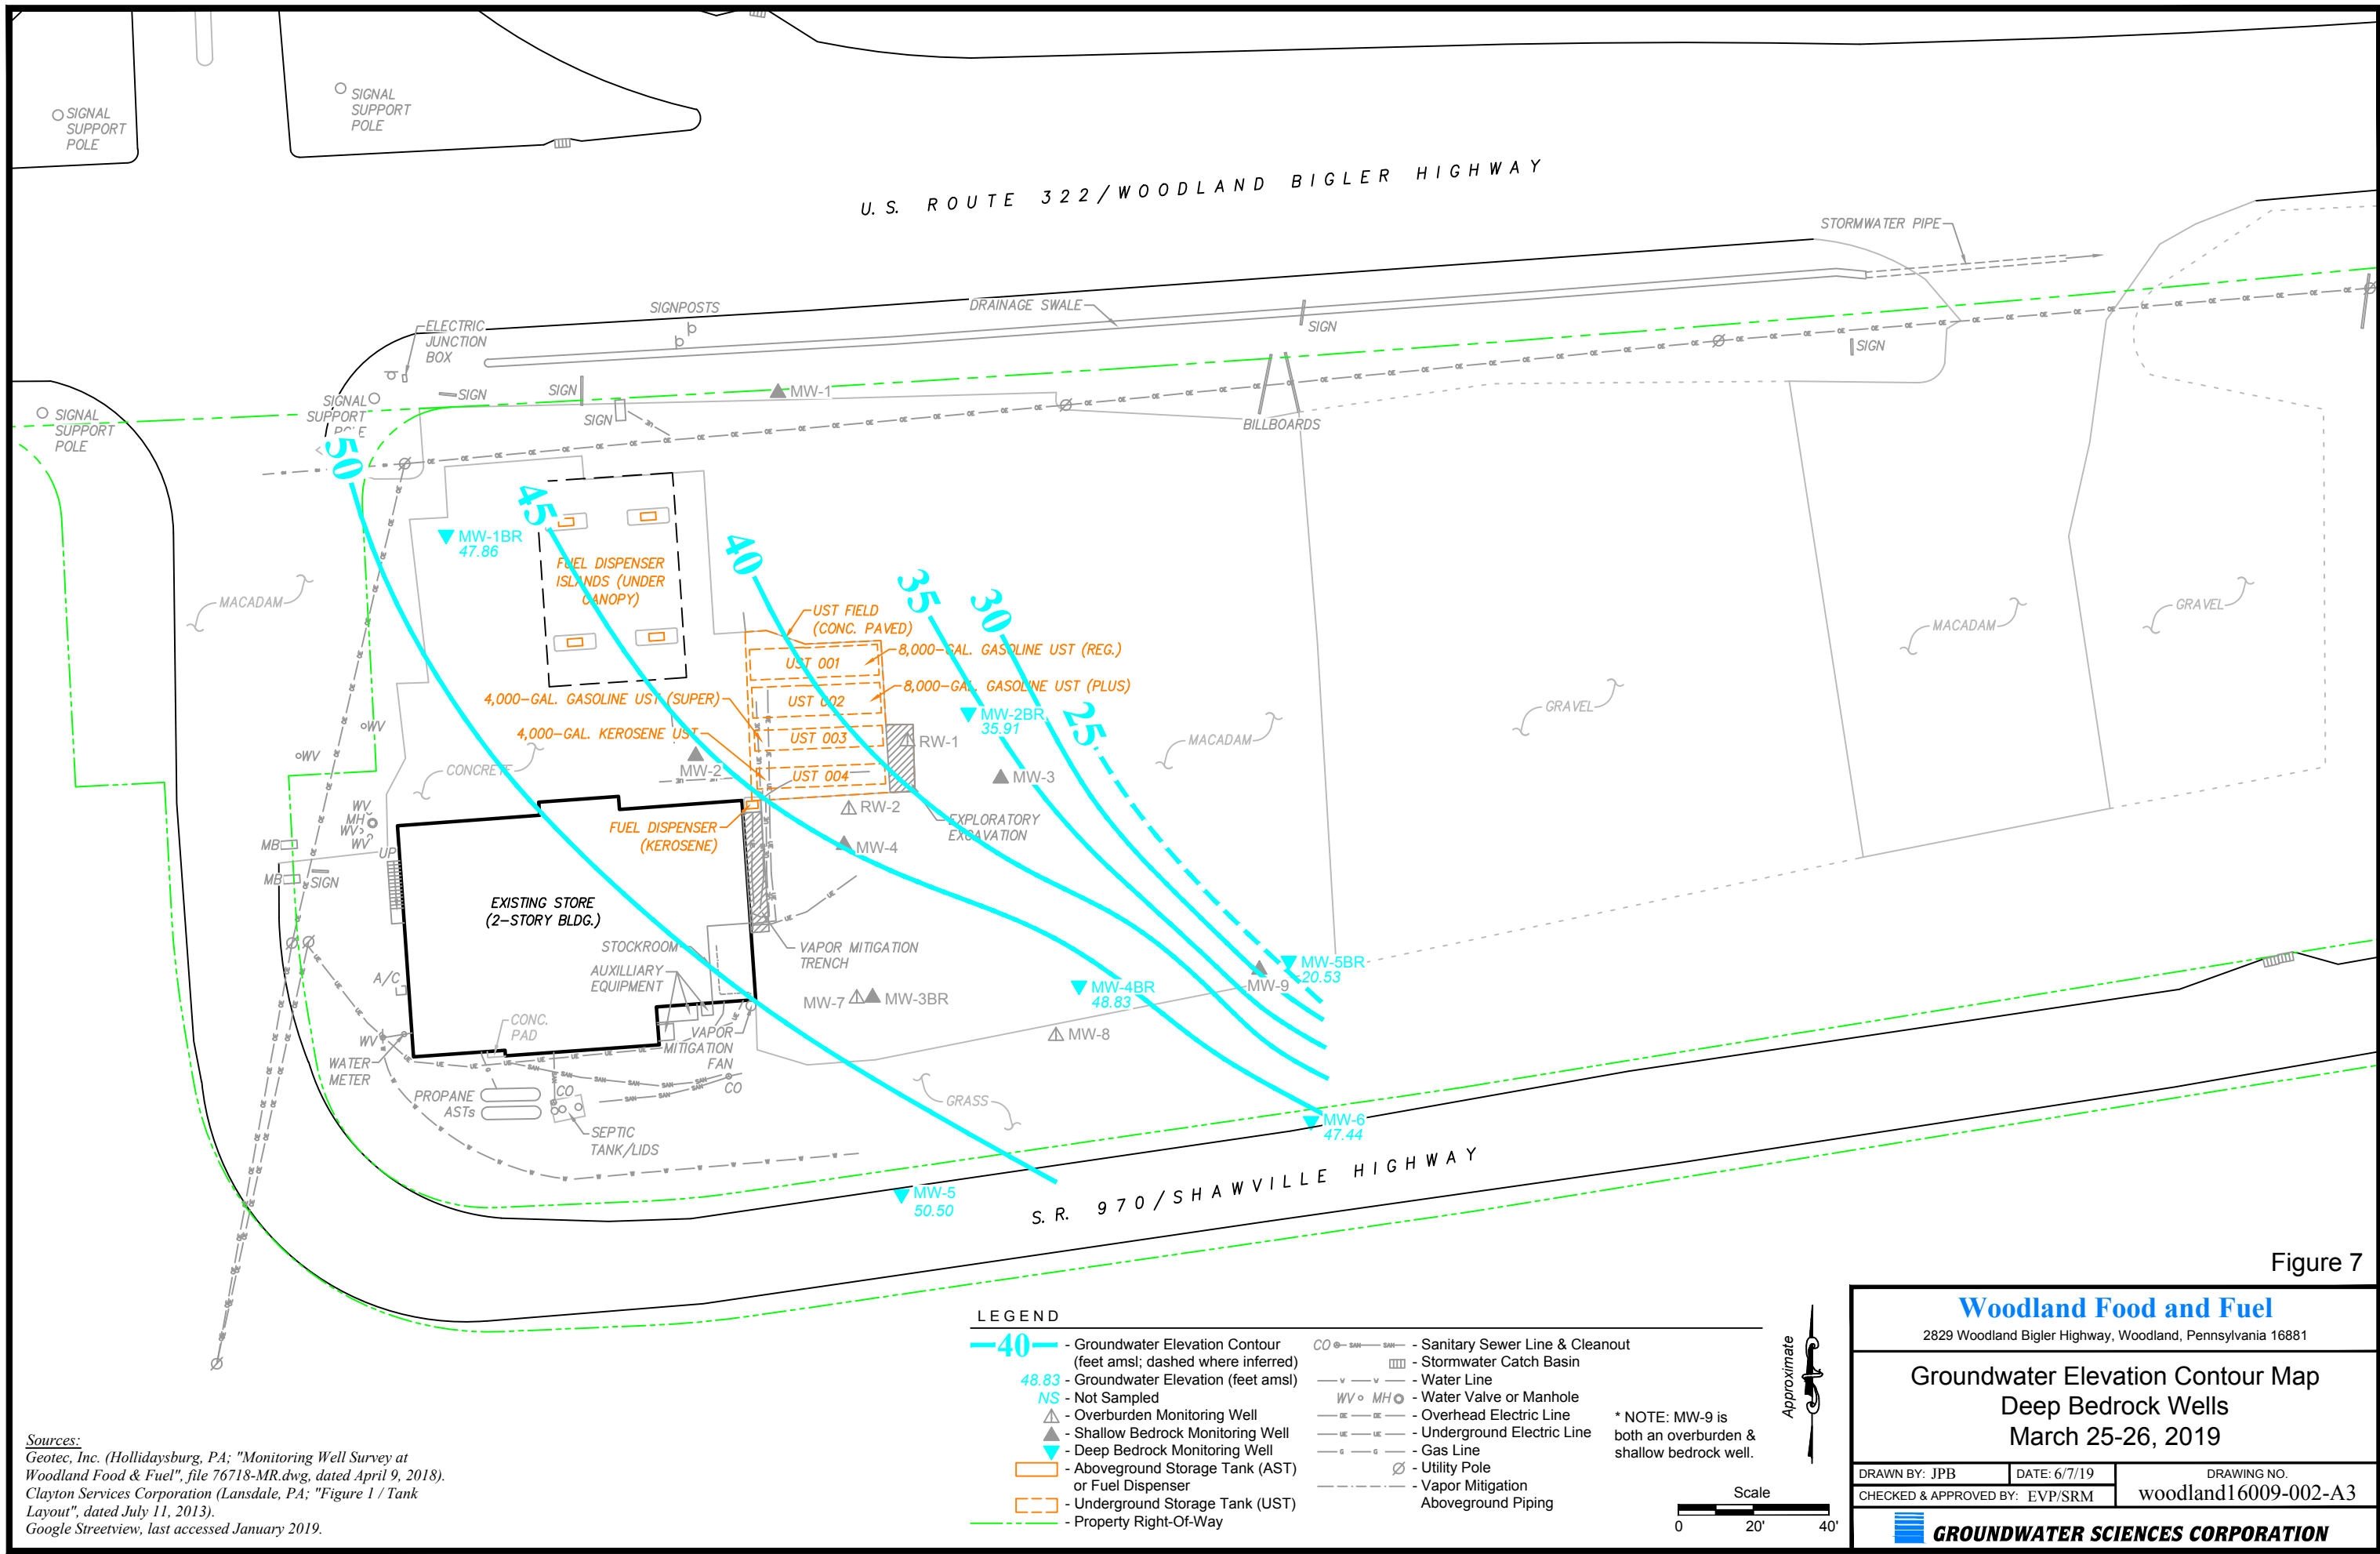 SIGNAL
SUPPORT
POLE
SIGNAL
SUPPORT
POLE
U.S. ROUTE 322/WOODLAND BIGLER HIGHWAY
STORMWATER PIPE
SIGNPOSTS
DRAINAGE SWALE
SIGN
SIGN
ELECTRIC
JUNCTION
BOX
SIGN
SIGN
SIGN
MW-1
SIGNAL
SUPPORT
POLE
SIGNAL
SUPPORT
POLE
BILLBOARDS
50
45
40
35
30
25
MW-1BR
47.86
FUEL DISPENSER
ISLANDS (UNDER
CANOPY)
MACADAM
UST FIELD
(CONC. PAVED)
UST 001
8,000-GAL. GASOLINE UST (REG.)
8,000-GAL. GASOLINE UST (PLUS)
4,000-GAL. GASOLINE UST (SUPER)
UST 002
4,000-GAL. KEROSENE UST
UST 003
UST 004
MW-2BR
35.91
RW-1
MW-3
MACADAM
GRAVEL
MACADAM
GRAVEL
WV
WV
CONCRETE
MW-2
RW-2
FUEL DISPENSER
(KEROSENE)
EXPLORATORY
EXCAVATION
MW-4
WV
MH
WV
WV
UP
MB
MB
SIGN
EXISTING STORE
(2-STORY BLDG.)
STOCKROOM
VAPOR MITIGATION
TRENCH
AUXILLIARY
EQUIPMENT
A/C
MW-7
MW-3BR
MW-4BR
48.83
MW-5BR
20.53
MW-9
MW-8
CONC.
PAD
VAPOR
MITIGATION
FAN
WV
WATER
METER
PROPANE
ASTs
CO
CO
SEPTIC
TANK/LIDS
GRASS
MW-6
47.44
MW-5
50.50
S.R. 970/SHAWVILLE HIGHWAY
Figure 7
LEGEND
40 - Groundwater Elevation Contour
(feet amsl; dashed where inferred)
48.83 - Groundwater Elevation (feet amsl)
NS - Not Sampled
- Overburden Monitoring Well
- Shallow Bedrock Monitoring Well
- Deep Bedrock Monitoring Well
- Aboveground Storage Tank (AST)
or Fuel Dispenser
- Underground Storage Tank (UST)
- Property Right-Of-Way
CO SAN SAN - Sanitary Sewer Line & Cleanout
- Stormwater Catch Basin
W W - Water Line
WV MH - Water Valve or Manhole
OE OE - Overhead Electric Line
UE UE - Underground Electric Line
G G - Gas Line
- Utility Pole
- Vapor Mitigation
Aboveground Piping
* NOTE: MW-9 is
both an overburden &
shallow bedrock well.
Approximate
Scale
0 20' 40'
Sources:
Geotec, Inc. (Hollidaysburg, PA; "Monitoring Well Survey at
Woodland Food & Fuel", file 76718-MR.dwg, dated April 9, 2018).
Clayton Services Corporation (Lansdale, PA; "Figure 1 / Tank
Layout", dated July 11, 2013).
Google Streetview, last accessed January 2019.
Woodland Food and Fuel
2829 Woodland Bigler Highway, Woodland, Pennsylvania 16881
Groundwater Elevation Contour Map
Deep Bedrock Wells
March 25-26, 2019
DRAWN BY: JPB
DATE: 6/7/19
DRAWING NO.
CHECKED & APPROVED BY: EVP/SRM
woodland16009-002-A3
GROUNDWATER SCIENCES CORPORATION